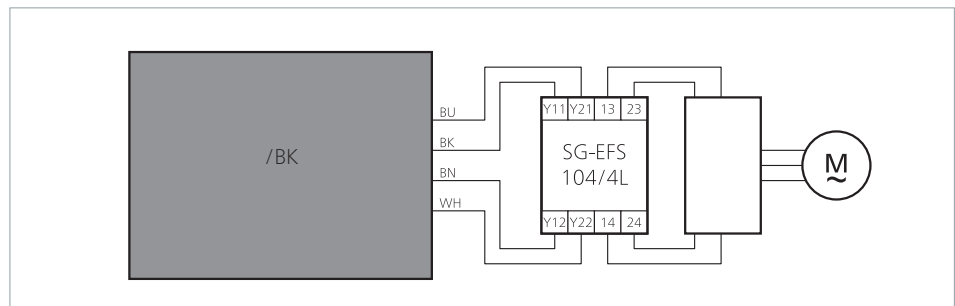 /BK
BU
BK
BN
WH
Y11 Y21 13 23
SG-EFS
104/4L
Y12 Y22 14 24
M
~